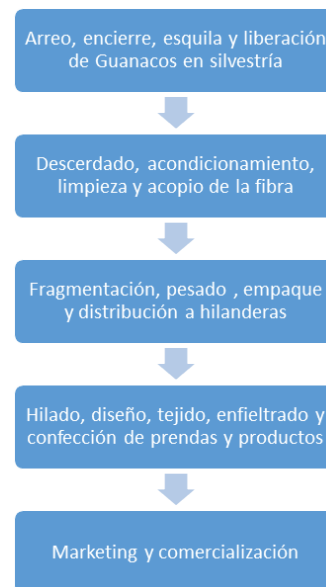 Arreo, encierre, esquila y liberación
de Guanacos en silvestría
Descerdado, acondicionamiento,
limpieza y acopio de la fibra
Fragmentación, pesado , empaque
y distribución a hilanderas
Hilado, diseño, tejido, enfieltrado y
confección de prendas y productos
Marketing y comercialización